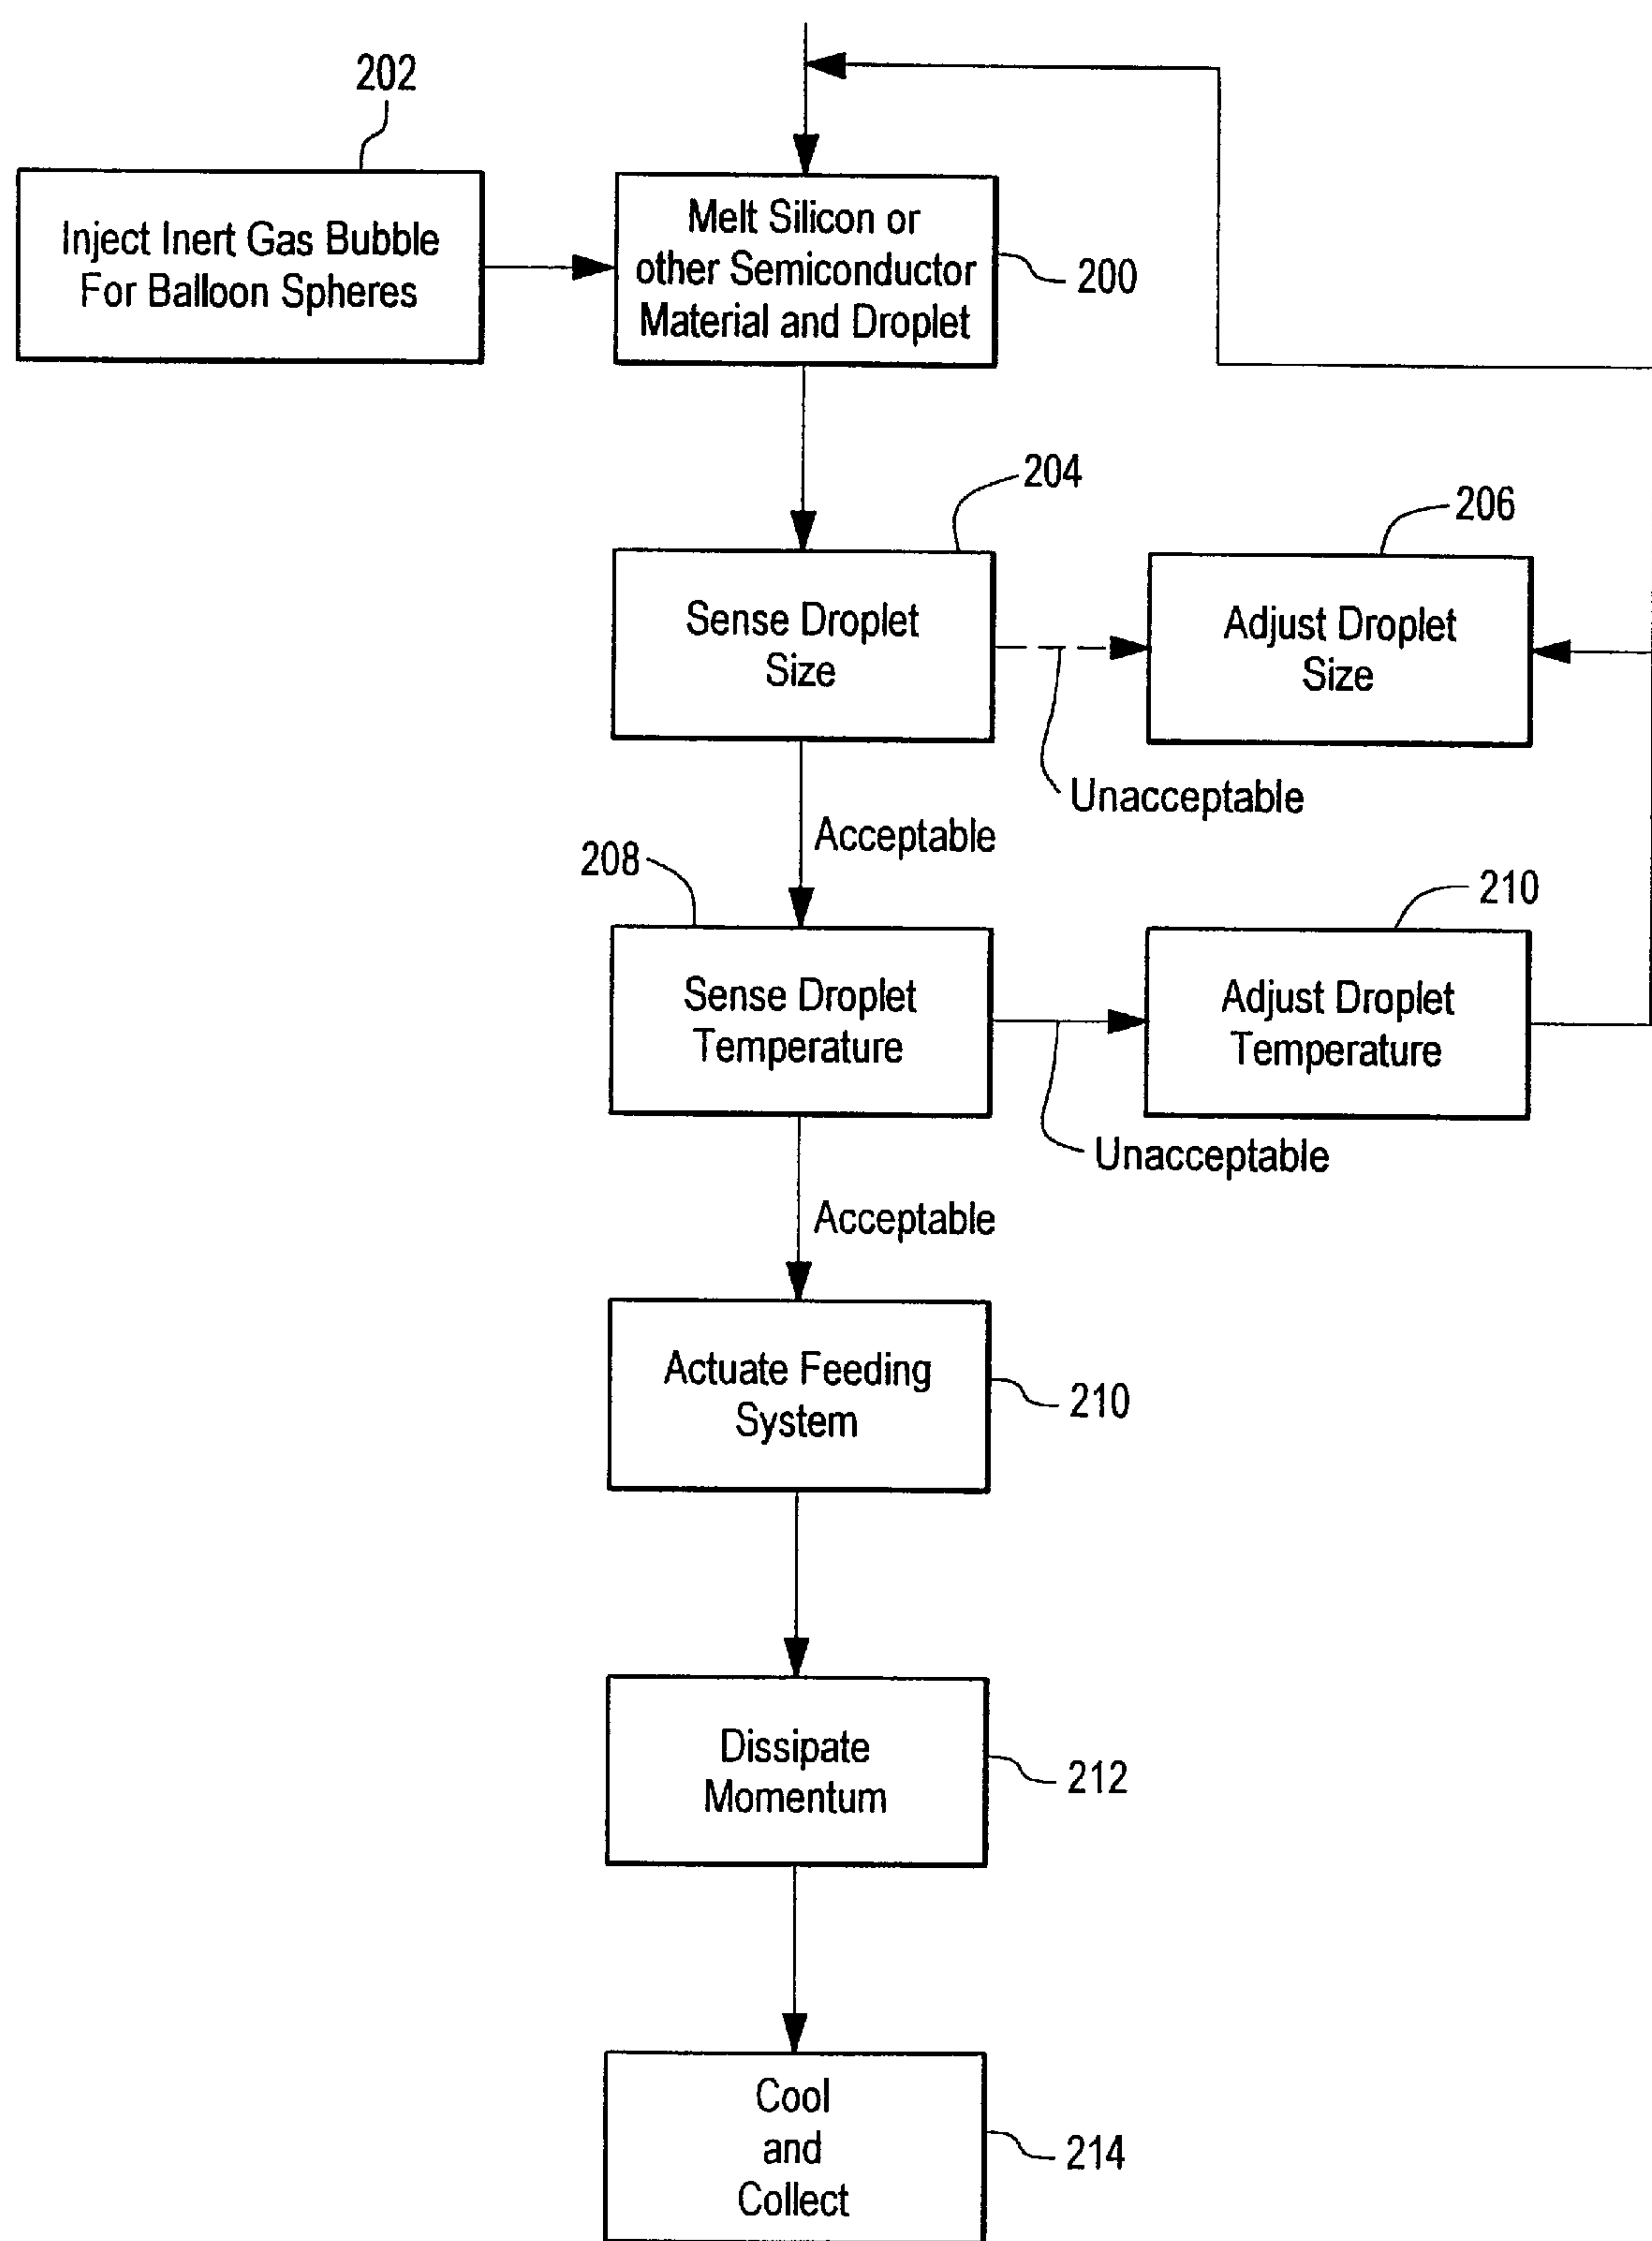 202
Inject Inert Gas Bubble
For Balloon Spheres
Melt Silicon or
other Semiconductor
Material and Droplet
200
204
206
Sense Droplet
Size
Adjust Droplet
Size
Unacceptable
Acceptable
208
210
Sense Droplet
Temperature
Adjust Droplet
Temperature
Unacceptable
Acceptable
Actuate Feeding
System
210
Dissipate
Momentum
212
Cool
and
Collect
214